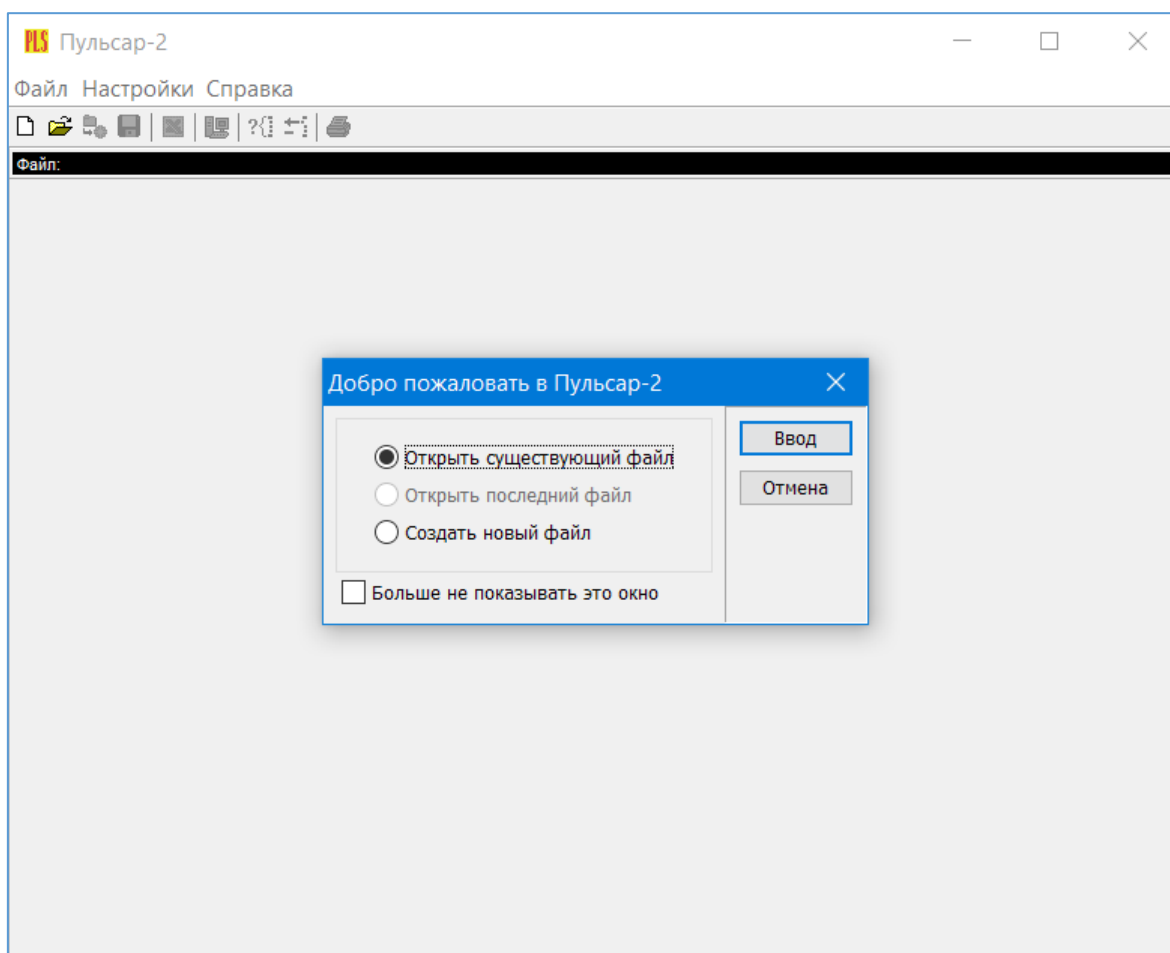 PLS Пульсар-2
Файл Настройки Справка
Файл:
Добро пожаловать в Пульсар-2
Открыть существующий файл
Открыть последний файл
Создать новый файл
Больше не показывать это окно
Ввод
Отмена